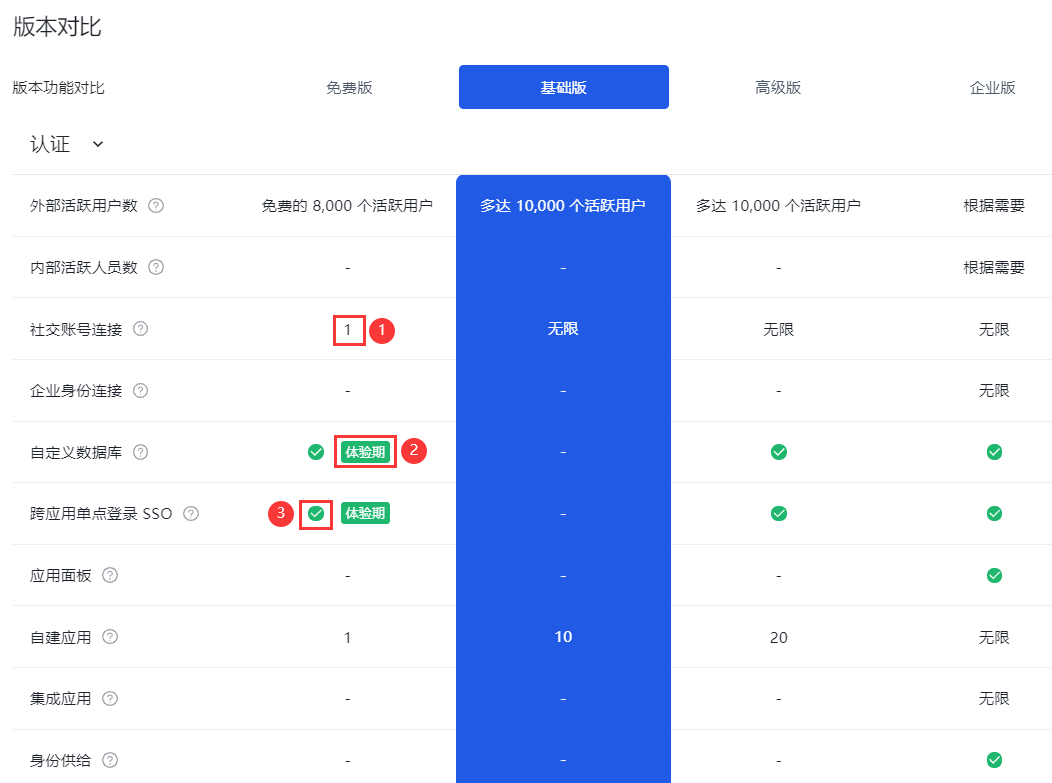 版本对比
版本功能对比 免费版 基础版 高级版 企业版
认证
外部活跃用户数 ? 免费的 8,000 个活跃用户 多达 10,000 个活跃用户 多达 10,000 个活跃用户 根据需要
内部活跃人员数 ? - - - 根据需要
社交账号连接 ? 1 1 无限 无限 无限
企业身份连接 ? - - - 无限
自定义数据库 ? 体验期 2 -
跨应用单点登录 SSO ? 3 体验期 -
应用面板 ? - - -
自建应用 ? 1 10 20 无限
集成应用 ? - - - 无限
身份供给 ? - - -